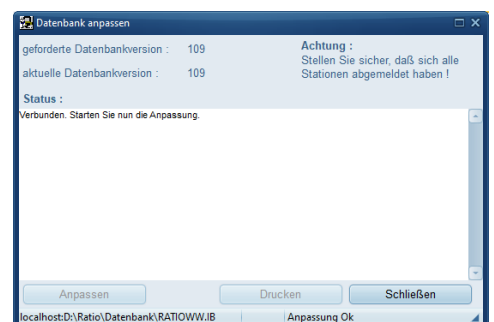 Datenbank anpassen
geforderte Datenbankversion : 109
aktuelle Datenbankversion : 109
Achtung :
Stellen Sie sicher, daß sich alle
Stationen abgemeldet haben !
Status :
Verbunden. Starten Sie nun die Anpassung.
Anpassen Drucken Schließen
localhost:D:\Ratio\Datenbank\RATIOWW.IB Anpassung Ok